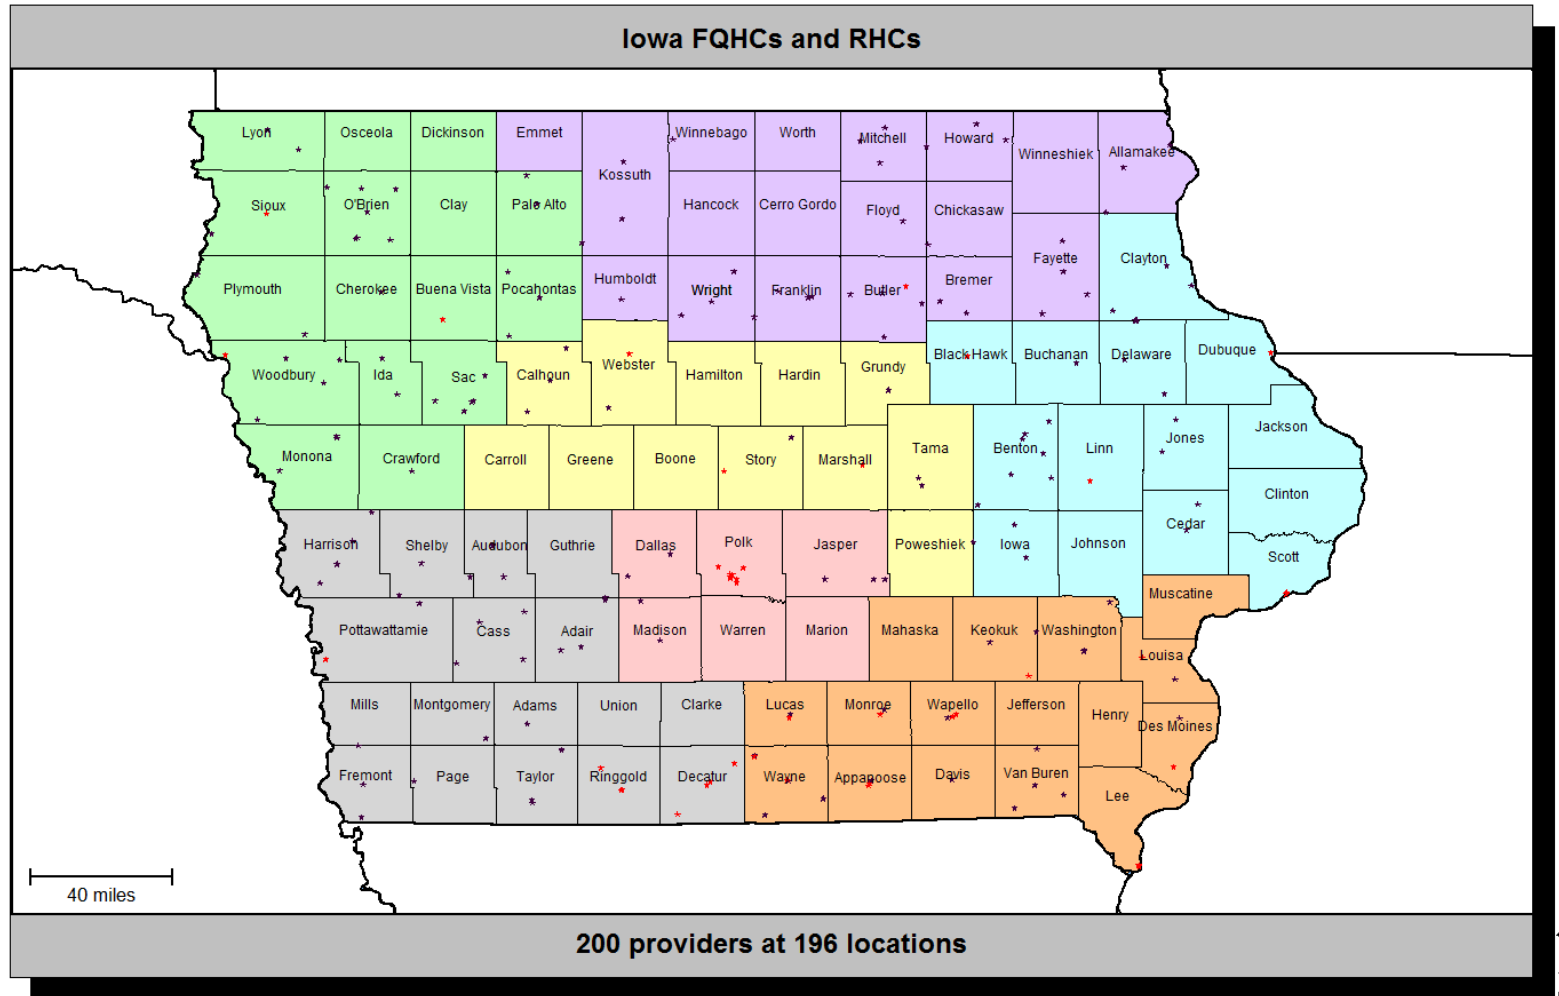 Iowa FQHCs and RHCs
Lyon Osceola Dickinson Emmet Winnebago Worth Mitchell Howard
Winneshiek Allamakee
Kossuth
Sioux O'Brien Clay Palo Alto Hancock Cerro Gordo Floyd Chickasaw
Fayette Clayton
Plymouth Cherokee Buena Vista Pocahontas Humboldt Wright Franklin Butler Bremer
Woodbury Ida Sac Calhoun Webster Hamilton Hardin Grundy Black Hawk Buchanan Delaware Dubuque
Monona Crawford Carroll Greene Boone Story Marshall Tama Benton Linn Jones Jackson
Clinton
Harrison Shelby Audubon Guthrie Dallas Polk Jasper Poweshiek Iowa Johnson Cedar Scott
Muscatine
Pottawattamie Cass Adair Madison Warren Marion Mahaska Keokuk Washington Louisa
Mills Montgomery Adams Union Clarke Lucas Monroe Wapello Jefferson Henry Des Moines
Fremont Page Taylor Ringgold Decatur Wayne Appanoose Davis Van Buren Lee
40 miles
200 providers at 196 locations